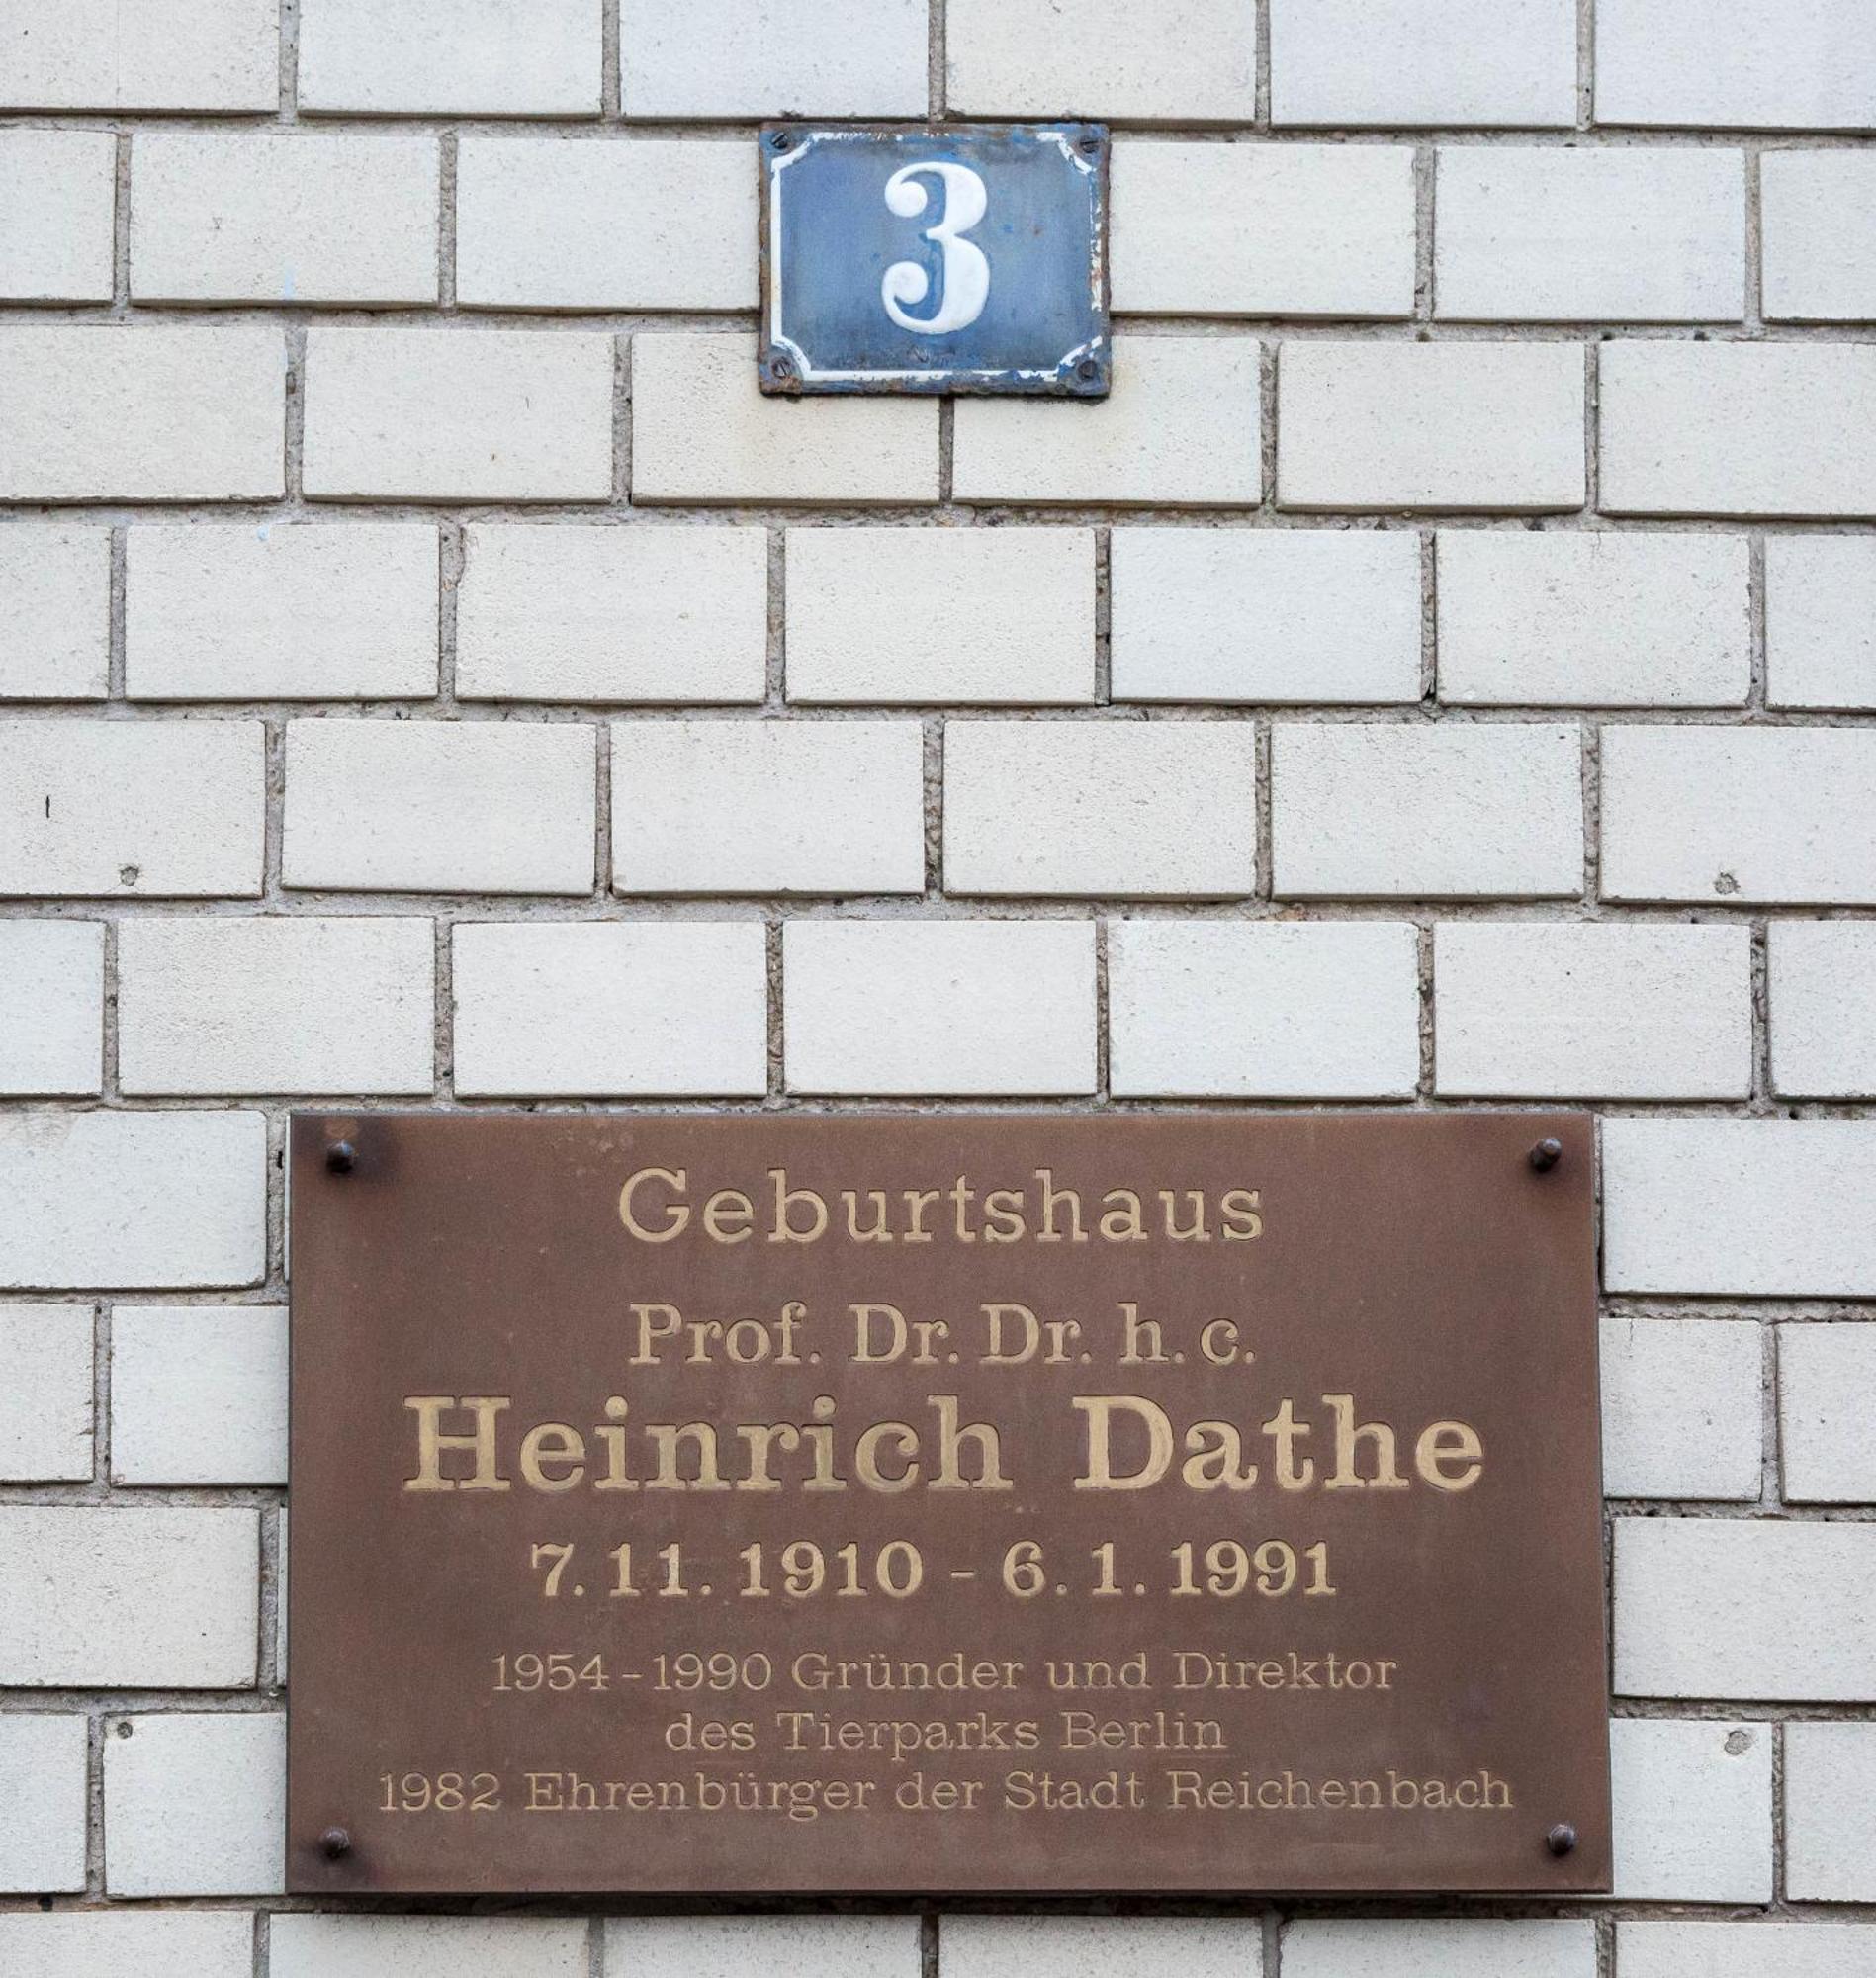 3
Geburtshaus
Prof. Dr. Dr. h. c.
Heinrich Dathe
7. 11. 1910 - 6. 1. 1991
1954 - 1990 Gründer und Direktor
des Tierparks Berlin
1982 Ehrenbürger der Stadt Reichenbach